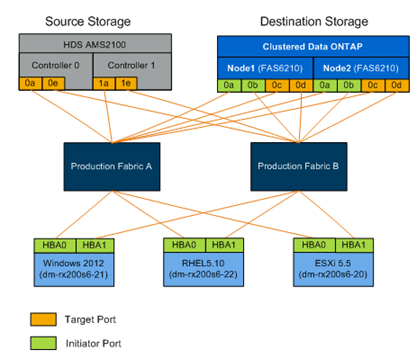 Source Storage
Destination Storage
HDS AMS2100
Controller 0
Controller 1
0a
0e
1a
1e
Clustered Data ONTAP
Node1 (FAS6210)
Node2 (FAS6210)
0a
0b
0c
0d
0a
0b
0c
0d
Production Fabric A
Production Fabric B
HBA0
HBA1
Windows 2012
(dm-rx200s6-21)
HBA0
HBA1
RHEL5.10
(dm-rx200s6-22)
HBA0
HBA1
ESXi 5.5
(dm-rx200s6-20)
Target Port
Initiator Port